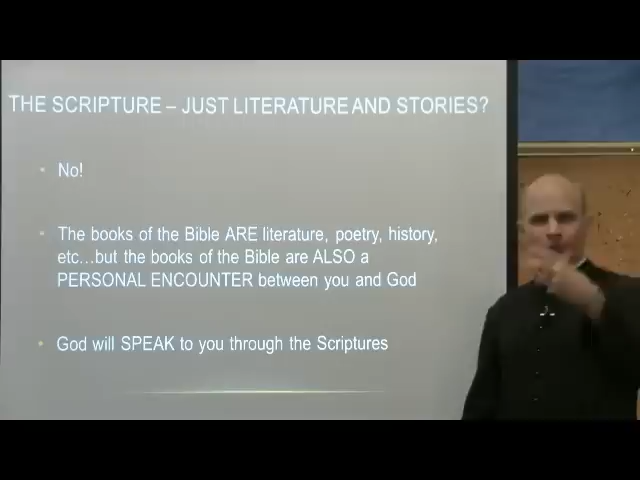 THE SCRIPTURE – JUST LITERATURE AND STORIES?
No!
The books of the Bible ARE literature, poetry, history,
etc…but the books of the Bible are ALSO a
PERSONAL ENCOUNTER between you and God
God will SPEAK to you through the Scriptures